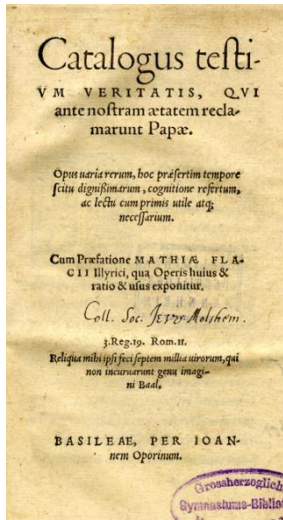 Catalogus testi-
VM VERITATIS, QVI
ante nostram ætatem recla-
marunt Papæ.
Opus uaria rerum, hoc præsertim tempore
scitu dignißimarum, cognitione refertum,
ac lectu cum primis utile atq;
necessarium.
Cum Præfatione MATHIÆ FLA-
CII Illyrici, qua Operis huius &
ratio & usus exponitur.
Coll. Soc. Jesu Molshem.
3.Reg.19. Rom.11.
Reliqui mihi ipsi feci septem millia uirorum, qui
non incuruarunt genu imagi-
ni Baal.
BASILEAE, PER IOAN-
nem Oporinum.
Grossherzoglich
Gymnasiums-Biblio